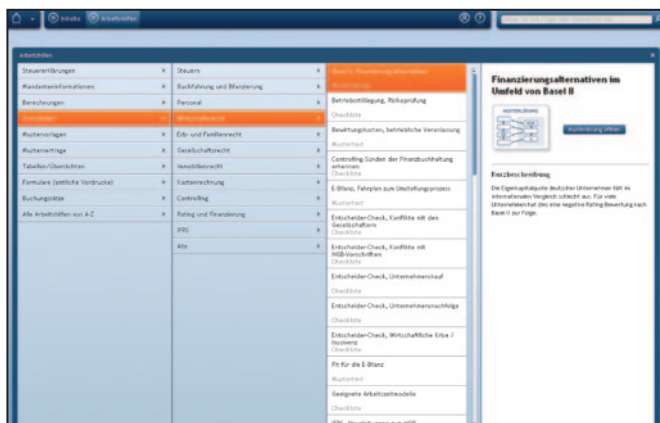 Inhalte
Arbeitshilfen
Arbeitshilfen
Steuererklärungen
Mandanteninformationen
Berechnungen
Checklisten
Mustervorlagen
Musterverträge
Tabellen/Übersichten
Formulare (amtliche Vordrucke)
Buchungssätze
Alle Arbeitshilfen von A-Z
Steuern
Buchführung und Bilanzierung
Personal
Wirtschaftsrecht
Erb- und Familienrecht
Gesellschaftsrecht
Immobilienrecht
Kostenrechnung
Controlling
Rating und Finanzierung
IFRS
Alle
Basel II, Finanzierungsalternativen
Betriebsstilllegung, Risikoprüfung
Checkliste
Bewirtungskosten, betriebliche Veranlassung
Mustertext
Controlling-Sünden der Finanzbuchhaltung
erkennen
Checkliste
E-Bilanz, Fahrplan zum Umstellungsprozess
Mustertext
Entscheider-Check, Konflikte mit den
Gesellschaftern
Checkliste
Entscheider-Check, Konflikte mit
HGB-Vorschriften
Checkliste
Entscheider-Check, Unternehmenskauf
Checkliste
Entscheider-Check, Unternehmensnachfolge
Checkliste
Entscheider-Check, Wirtschaftliche Krise /
Insolvenz
Checkliste
Fit für die E-Bilanz
Mustertext
Geeignete Arbeitszeitmodelle
Checkliste
Finanzierungsalternativen im
Umfeld von Basel II
MUSTERLÖSUNG
Musterlösung öffnen
Kurzbeschreibung
Die Eigenkapitalquote deutscher Unternehmen fällt im
internationalen Vergleich schlecht aus. Für viele
Unternehmen hat dies eine negative Rating-Bewertung nach
Basel II zur Folge.